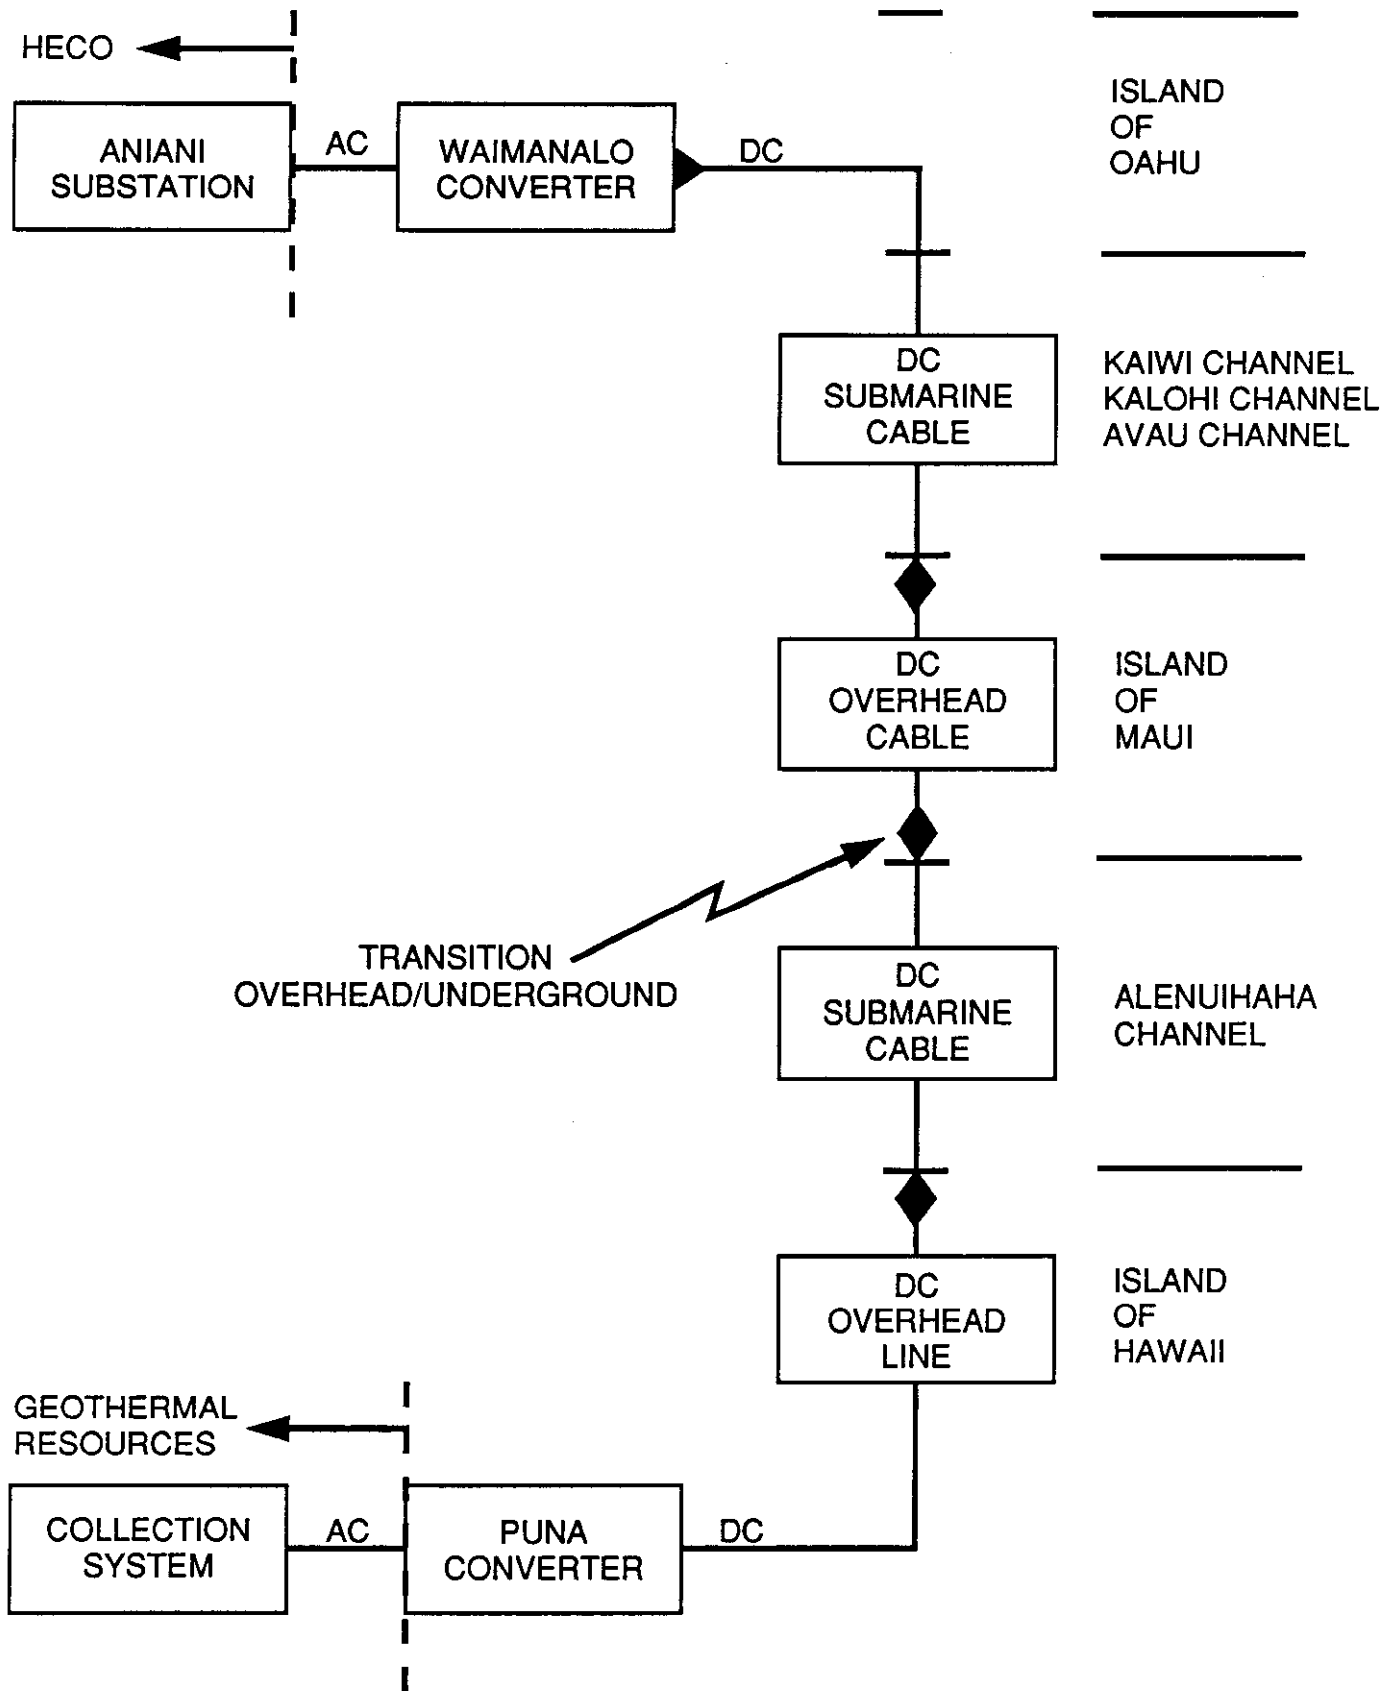 HECO
ANIANI
SUBSTATION
AC
WAIMANALO
CONVERTER
DC
ISLAND
OF
OAHU
DC
SUBMARINE
CABLE
KAIWI CHANNEL
KALOHI CHANNEL
AVAU CHANNEL
DC
OVERHEAD
CABLE
ISLAND
OF
MAUI
TRANSITION
OVERHEAD/UNDERGROUND
DC
SUBMARINE
CABLE
ALENUIHAHA
CHANNEL
DC
OVERHEAD
LINE
ISLAND
OF
HAWAII
GEOTHERMAL
RESOURCES
COLLECTION
SYSTEM
AC
PUNA
CONVERTER
DC